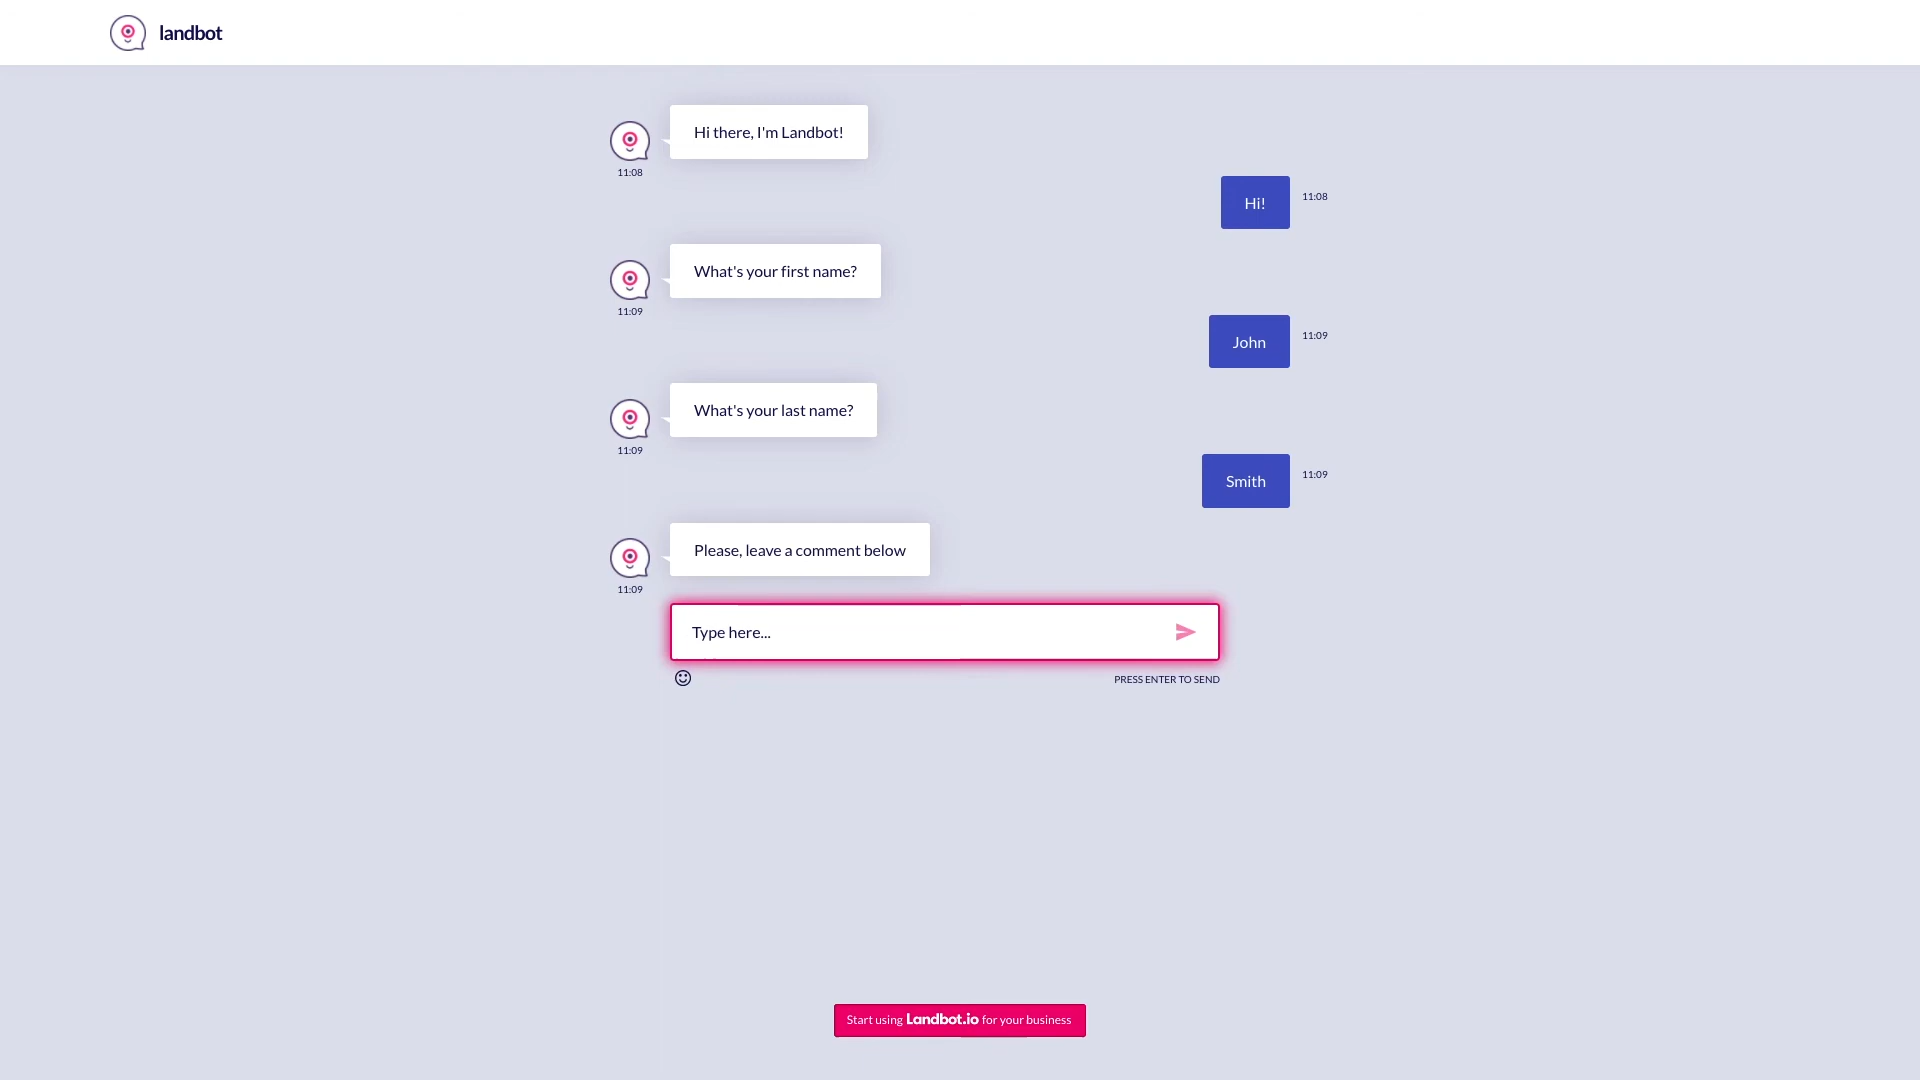 landbot
Hi there, I'm Landbot!
11:08
Hi!
11:08
What's your first name?
11:09
John
11:09
What's your last name?
11:09
Smith
11:09
Please, leave a comment below
11:09
Type here...
PRESS ENTER TO SEND
Start using Landbot.io for your business